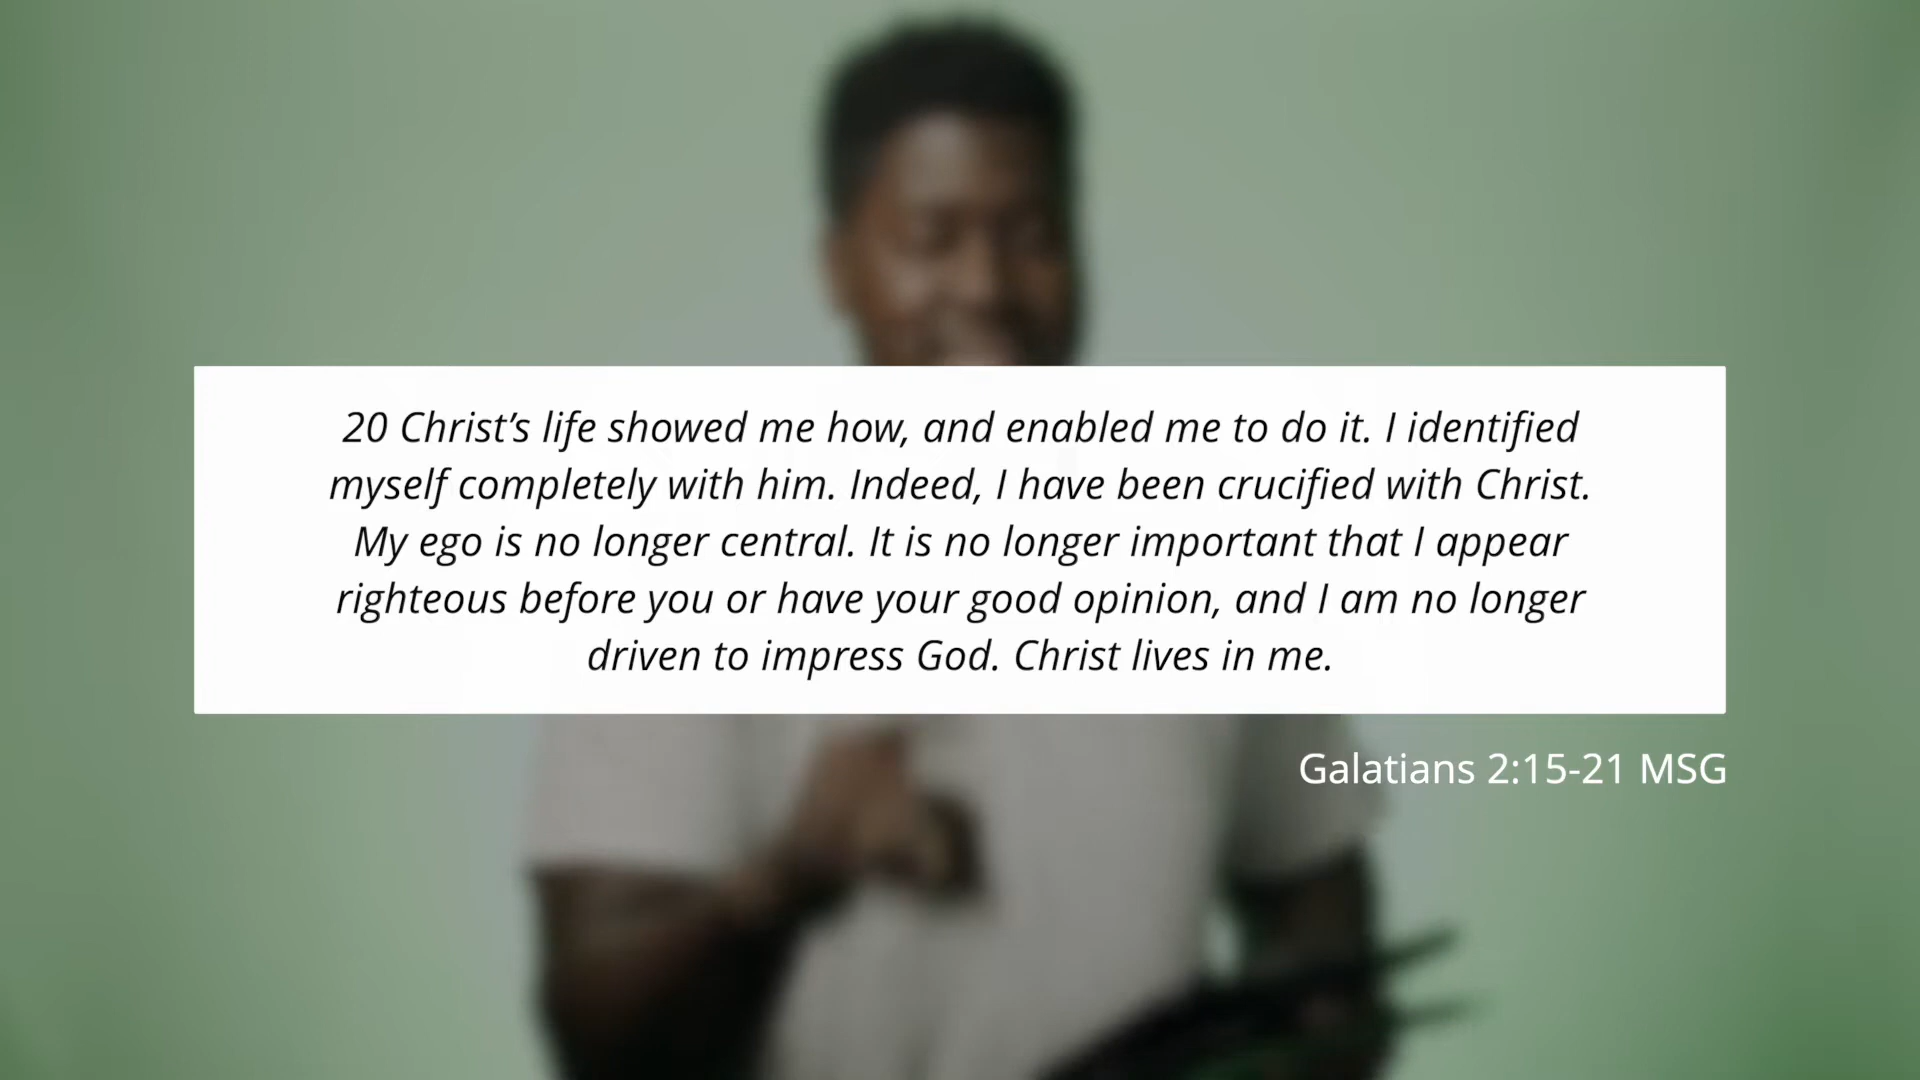 20 Christ’s life showed me how, and enabled me to do it. I identified
myself completely with him. Indeed, I have been crucified with Christ.
My ego is no longer central. It is no longer important that I appear
righteous before you or have your good opinion, and I am no longer
driven to impress God. Christ lives in me.
Galatians 2:15-21 MSG